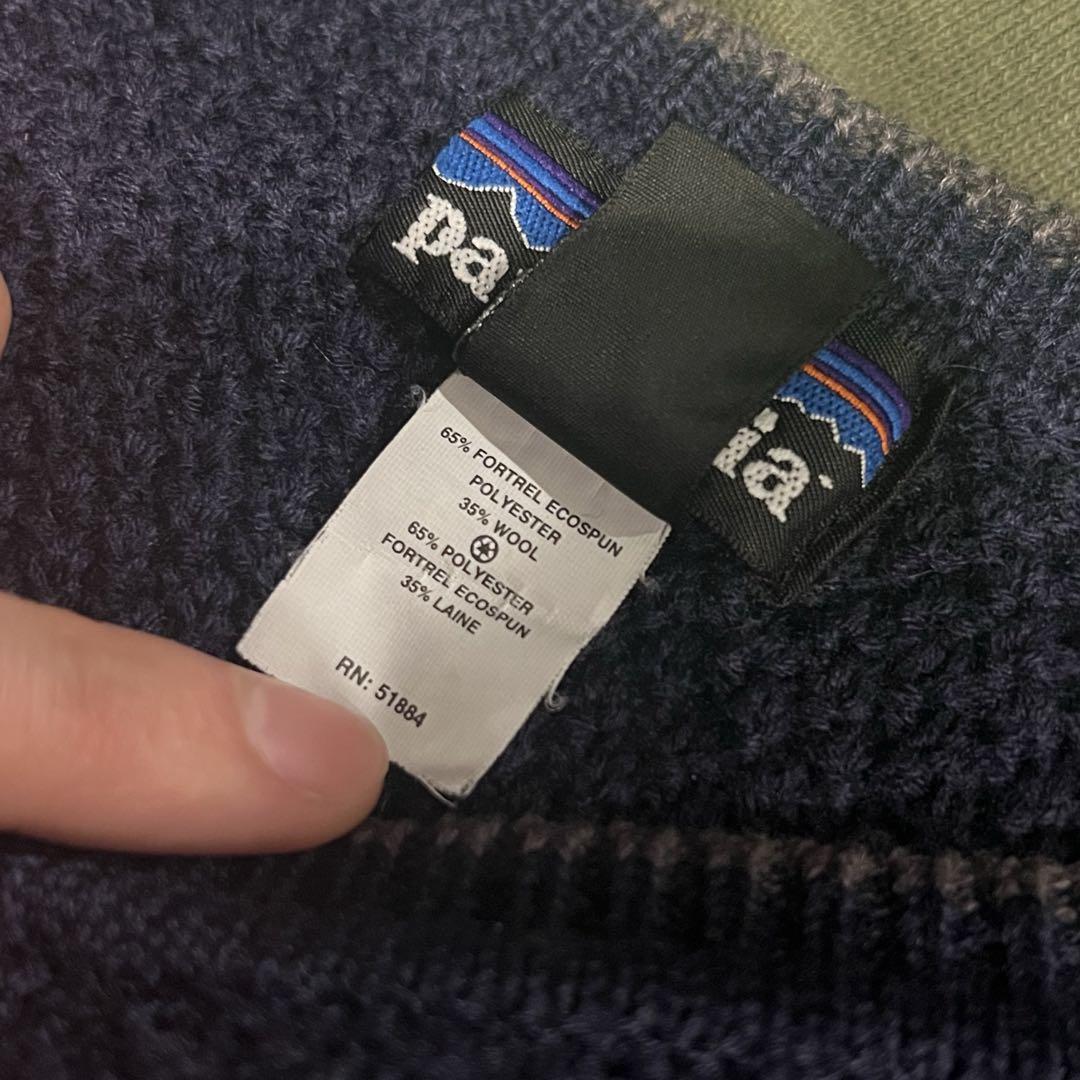 pa
ia
65% FORTREL ECOSPUN
POLYESTER
35% WOOL
65% POLYESTER
FORTREL ECOSPUN
35% LAINE
RN: 51884